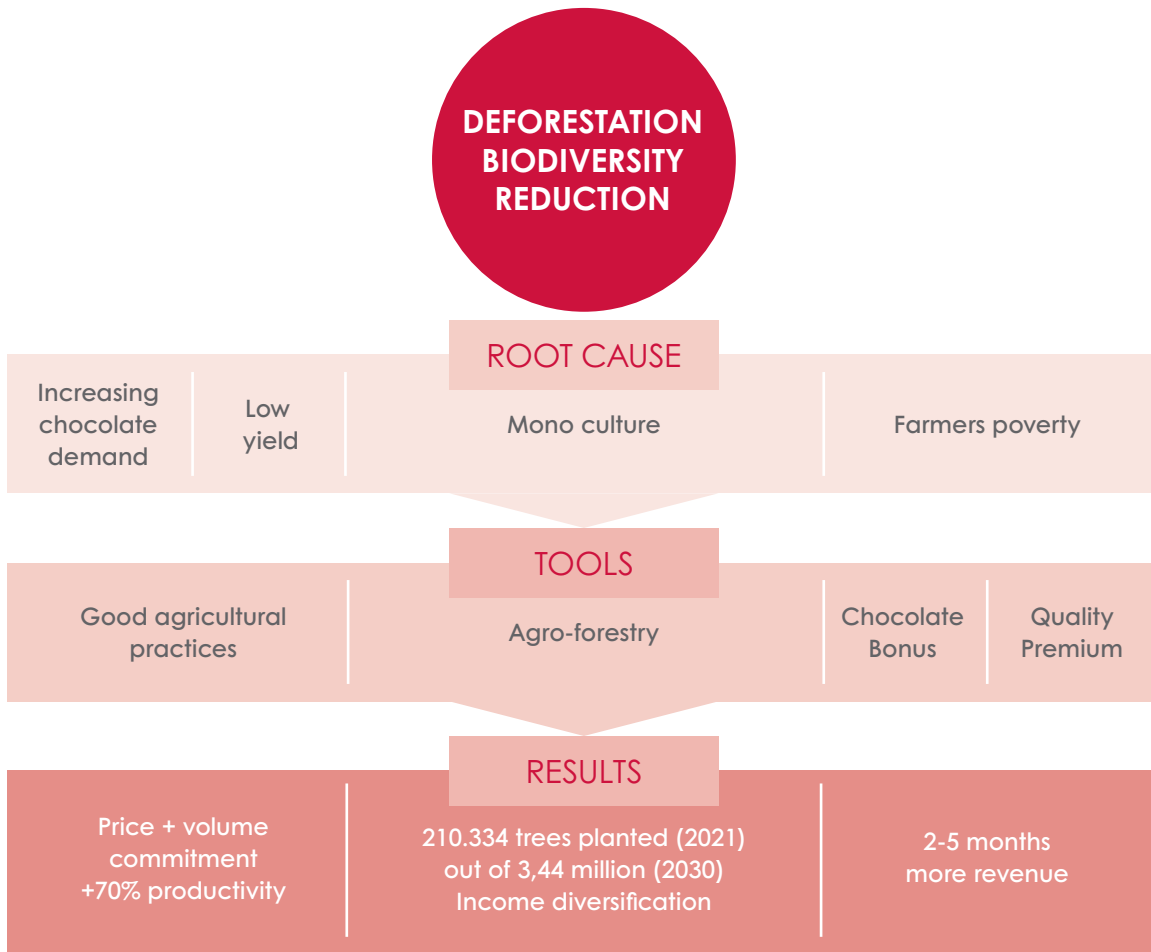 DEFORESTATION
BIODIVERSITY
REDUCTION
ROOT CAUSE
Increasing
chocolate
demand
Low
yield
Mono culture
Farmers poverty
TOOLS
Good agricultural
practices
Agro-forestry
Chocolate
Bonus
Quality
Premium
RESULTS
Price + volume
commitment
+70% productivity
210.334 trees planted (2021)
out of 3,44 million (2030)
Income diversification
2-5 months
more revenue